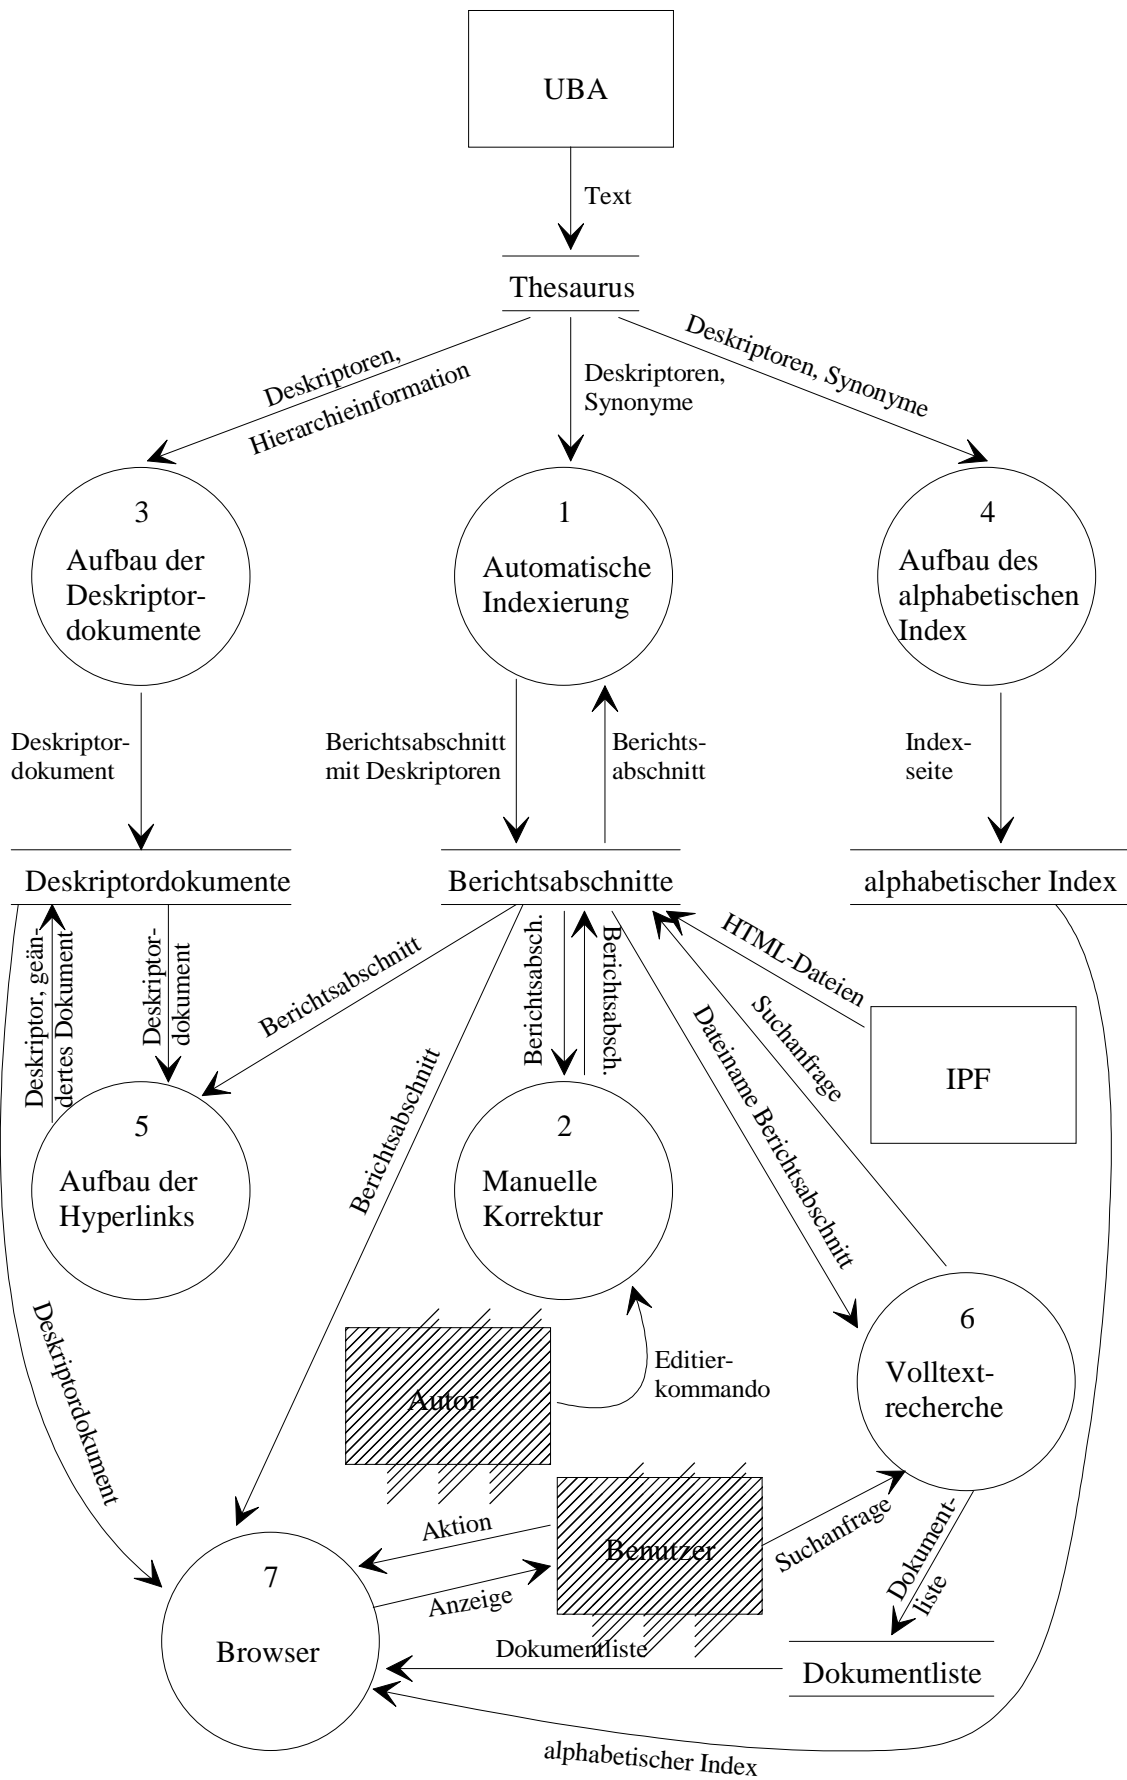 UBA
Text
Thesaurus
Deskriptoren,
Hierarchieinformation
Deskriptoren,
Synonyme
Deskriptoren, Synonyme
3
Aufbau der
Deskriptor-
dokumente
1
Automatische
Indexierung
4
Aufbau des
alphabetischen
Index
Deskriptor-
dokument
Berichtsabschnitt
mit Deskriptoren
Berichts-
abschnitt
Index-
seite
Deskriptordokumente
Berichtsabschnitte
alphabetischer Index
Deskriptor, geän-
dertes Dokument
Deskriptor-
dokument
Berichtsabschnitt
Berichtsabschnitt
Berichtsabsch.
Berichtsabsch.
Dateiname Berichtsabschnitt
Suchanfrage
HTML-Dateien
IPF
5
Aufbau der
Hyperlinks
2
Manuelle
Korrektur
6
Volltext-
recherche
Deskriptordokument
Autor
Editier-
kommando
Benutzer
Aktion
Anzeige
Suchanfrage
Dokument-
liste
7
Browser
Dokumentliste
Dokumentliste
alphabetischer Index